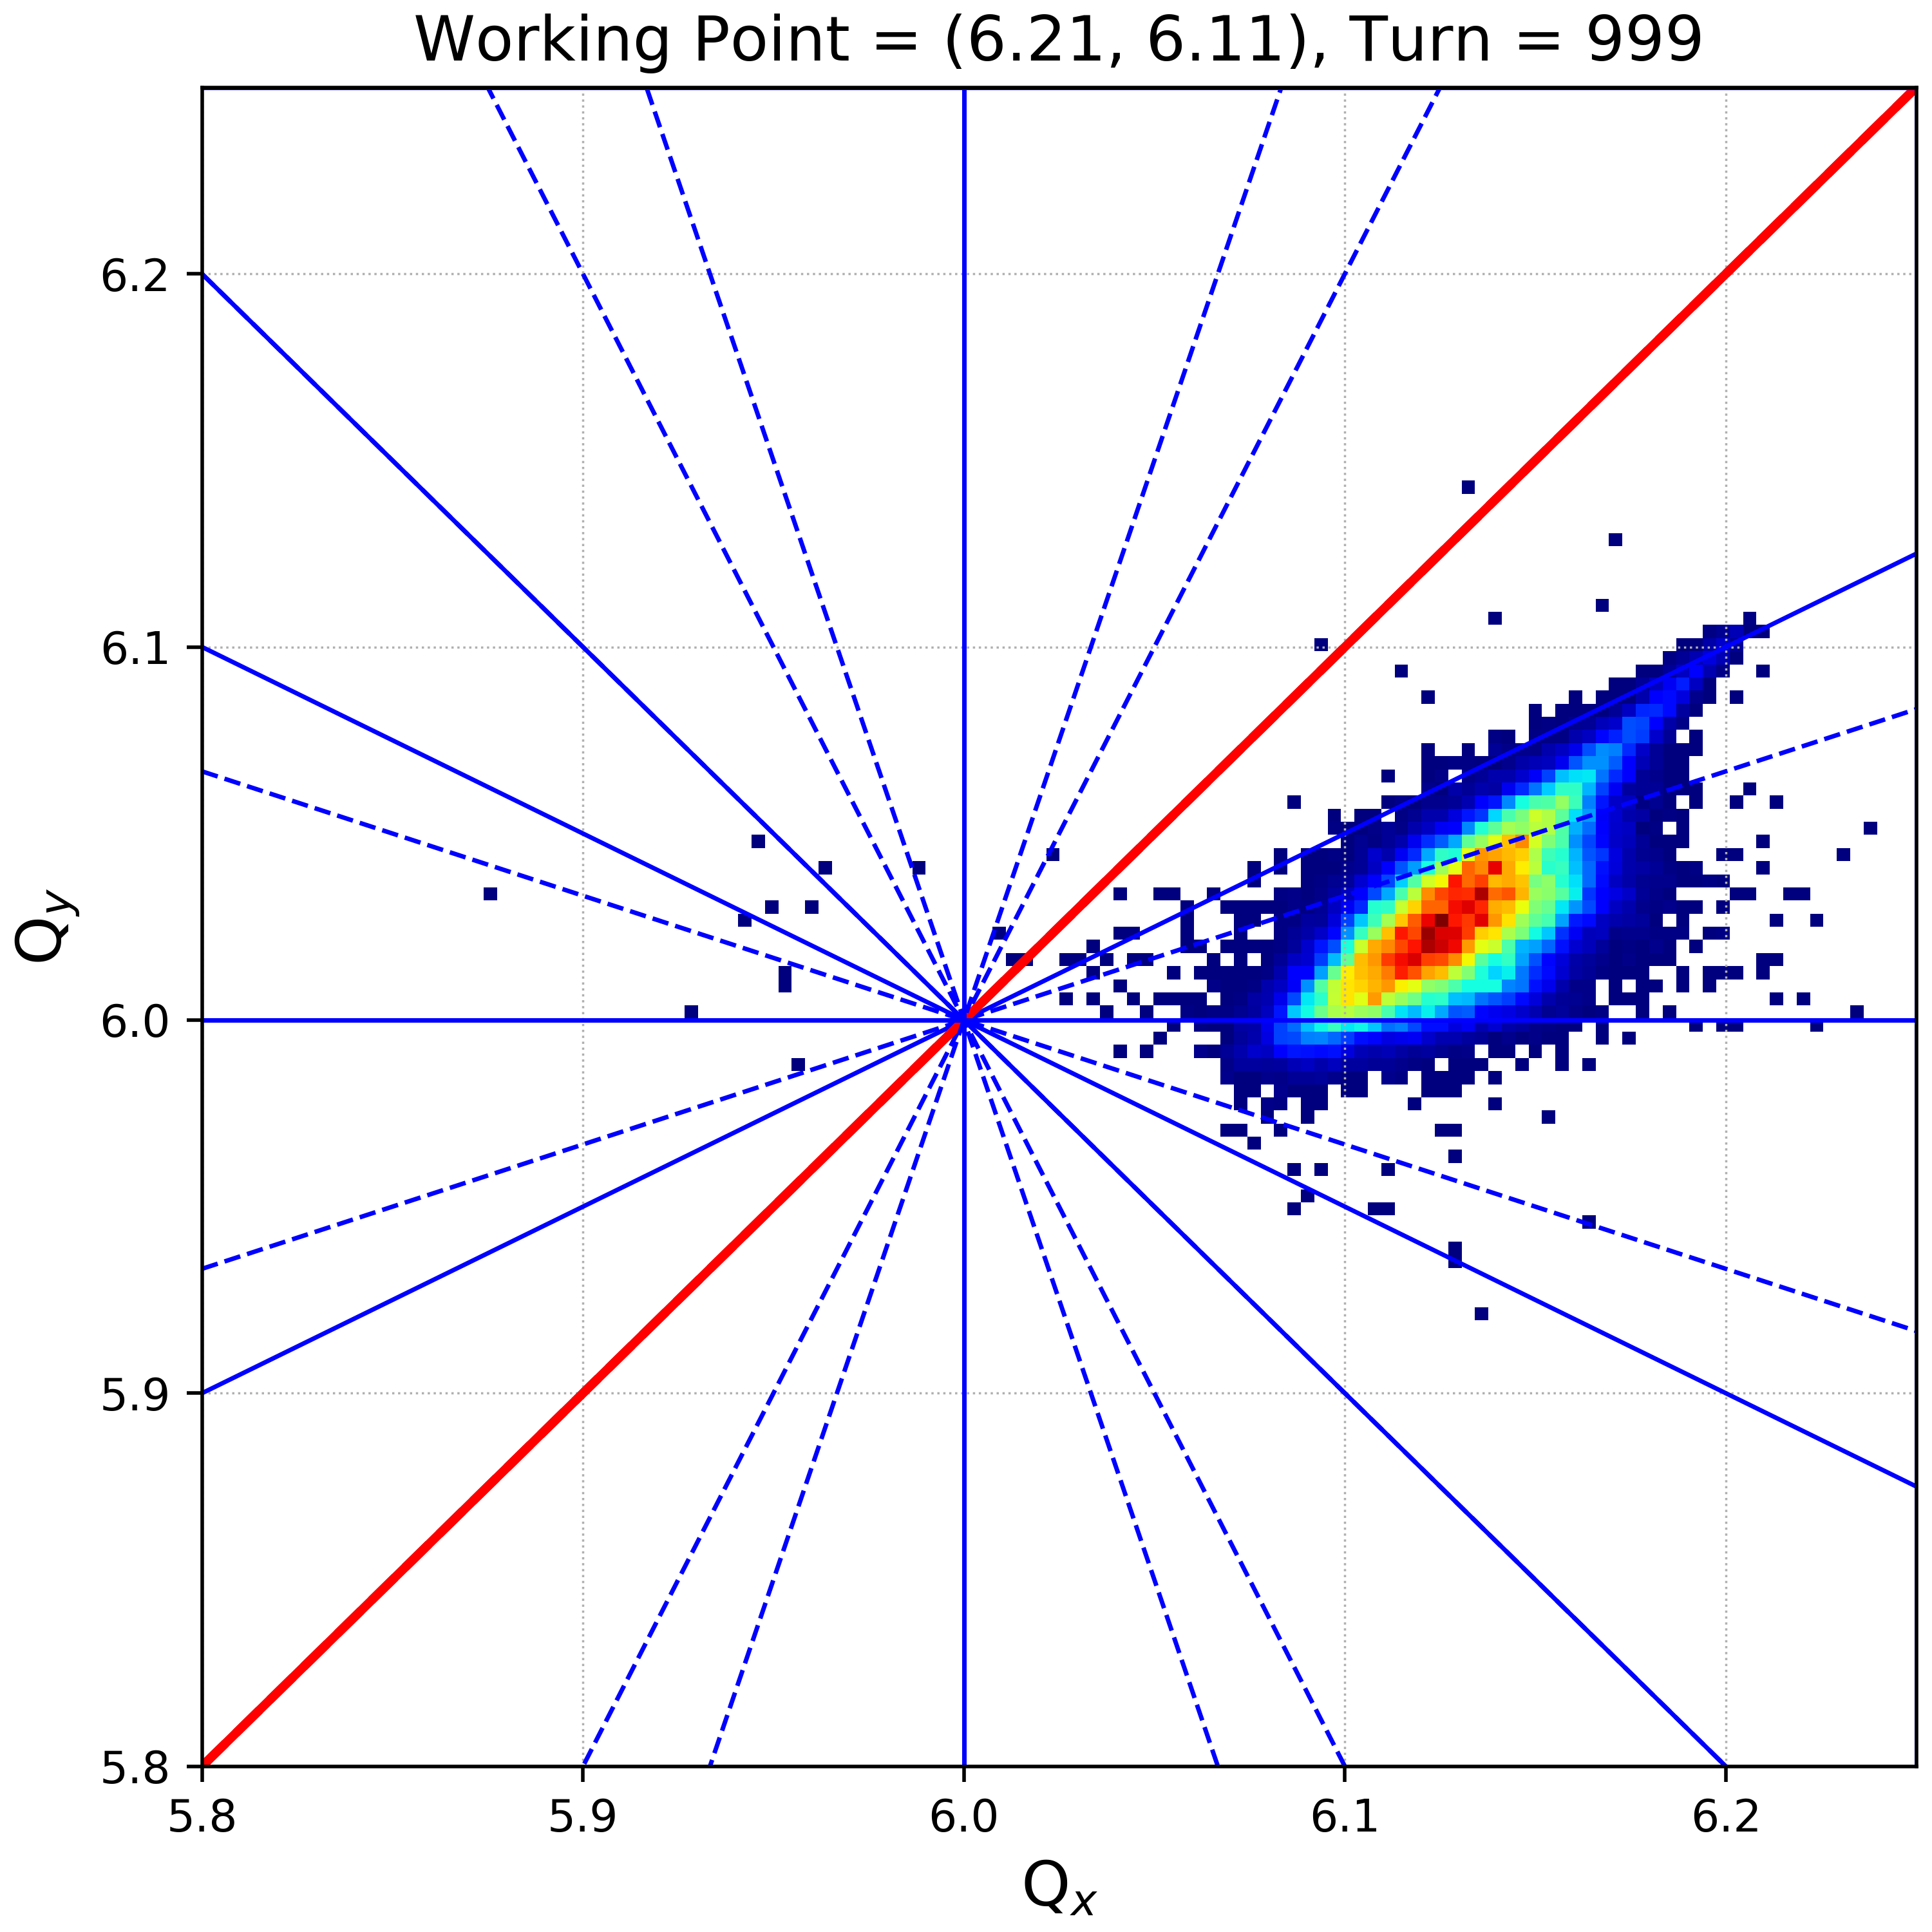 Working Point = (6.21, 6.11), Turn = 999
6.2
6.1
6.0
5.9
5.8
Qy
5.8 5.9 6.0 6.1 6.2
Qx